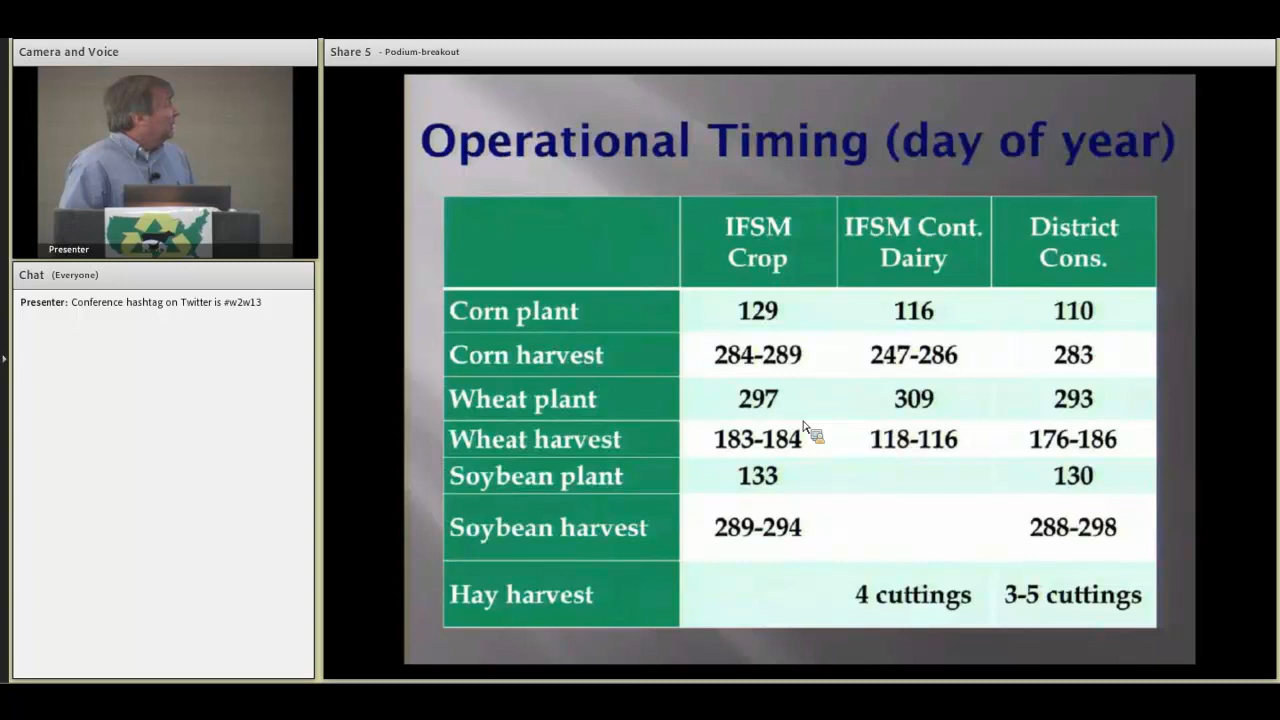 Camera and Voice
Presenter
Chat (Everyone)
Presenter: Conference hashtag on Twitter is #w2w13
Share 5 - Podium-breakout
Operational Timing (day of year)
IFSM Crop IFSM Cont. Dairy District Cons.
Corn plant 129 116 110
Corn harvest 284-289 247-286 283
Wheat plant 297 309 293
Wheat harvest 183-184 118-116 176-186
Soybean plant 133 130
Soybean harvest 289-294 288-298
Hay harvest 4 cuttings 3-5 cuttings